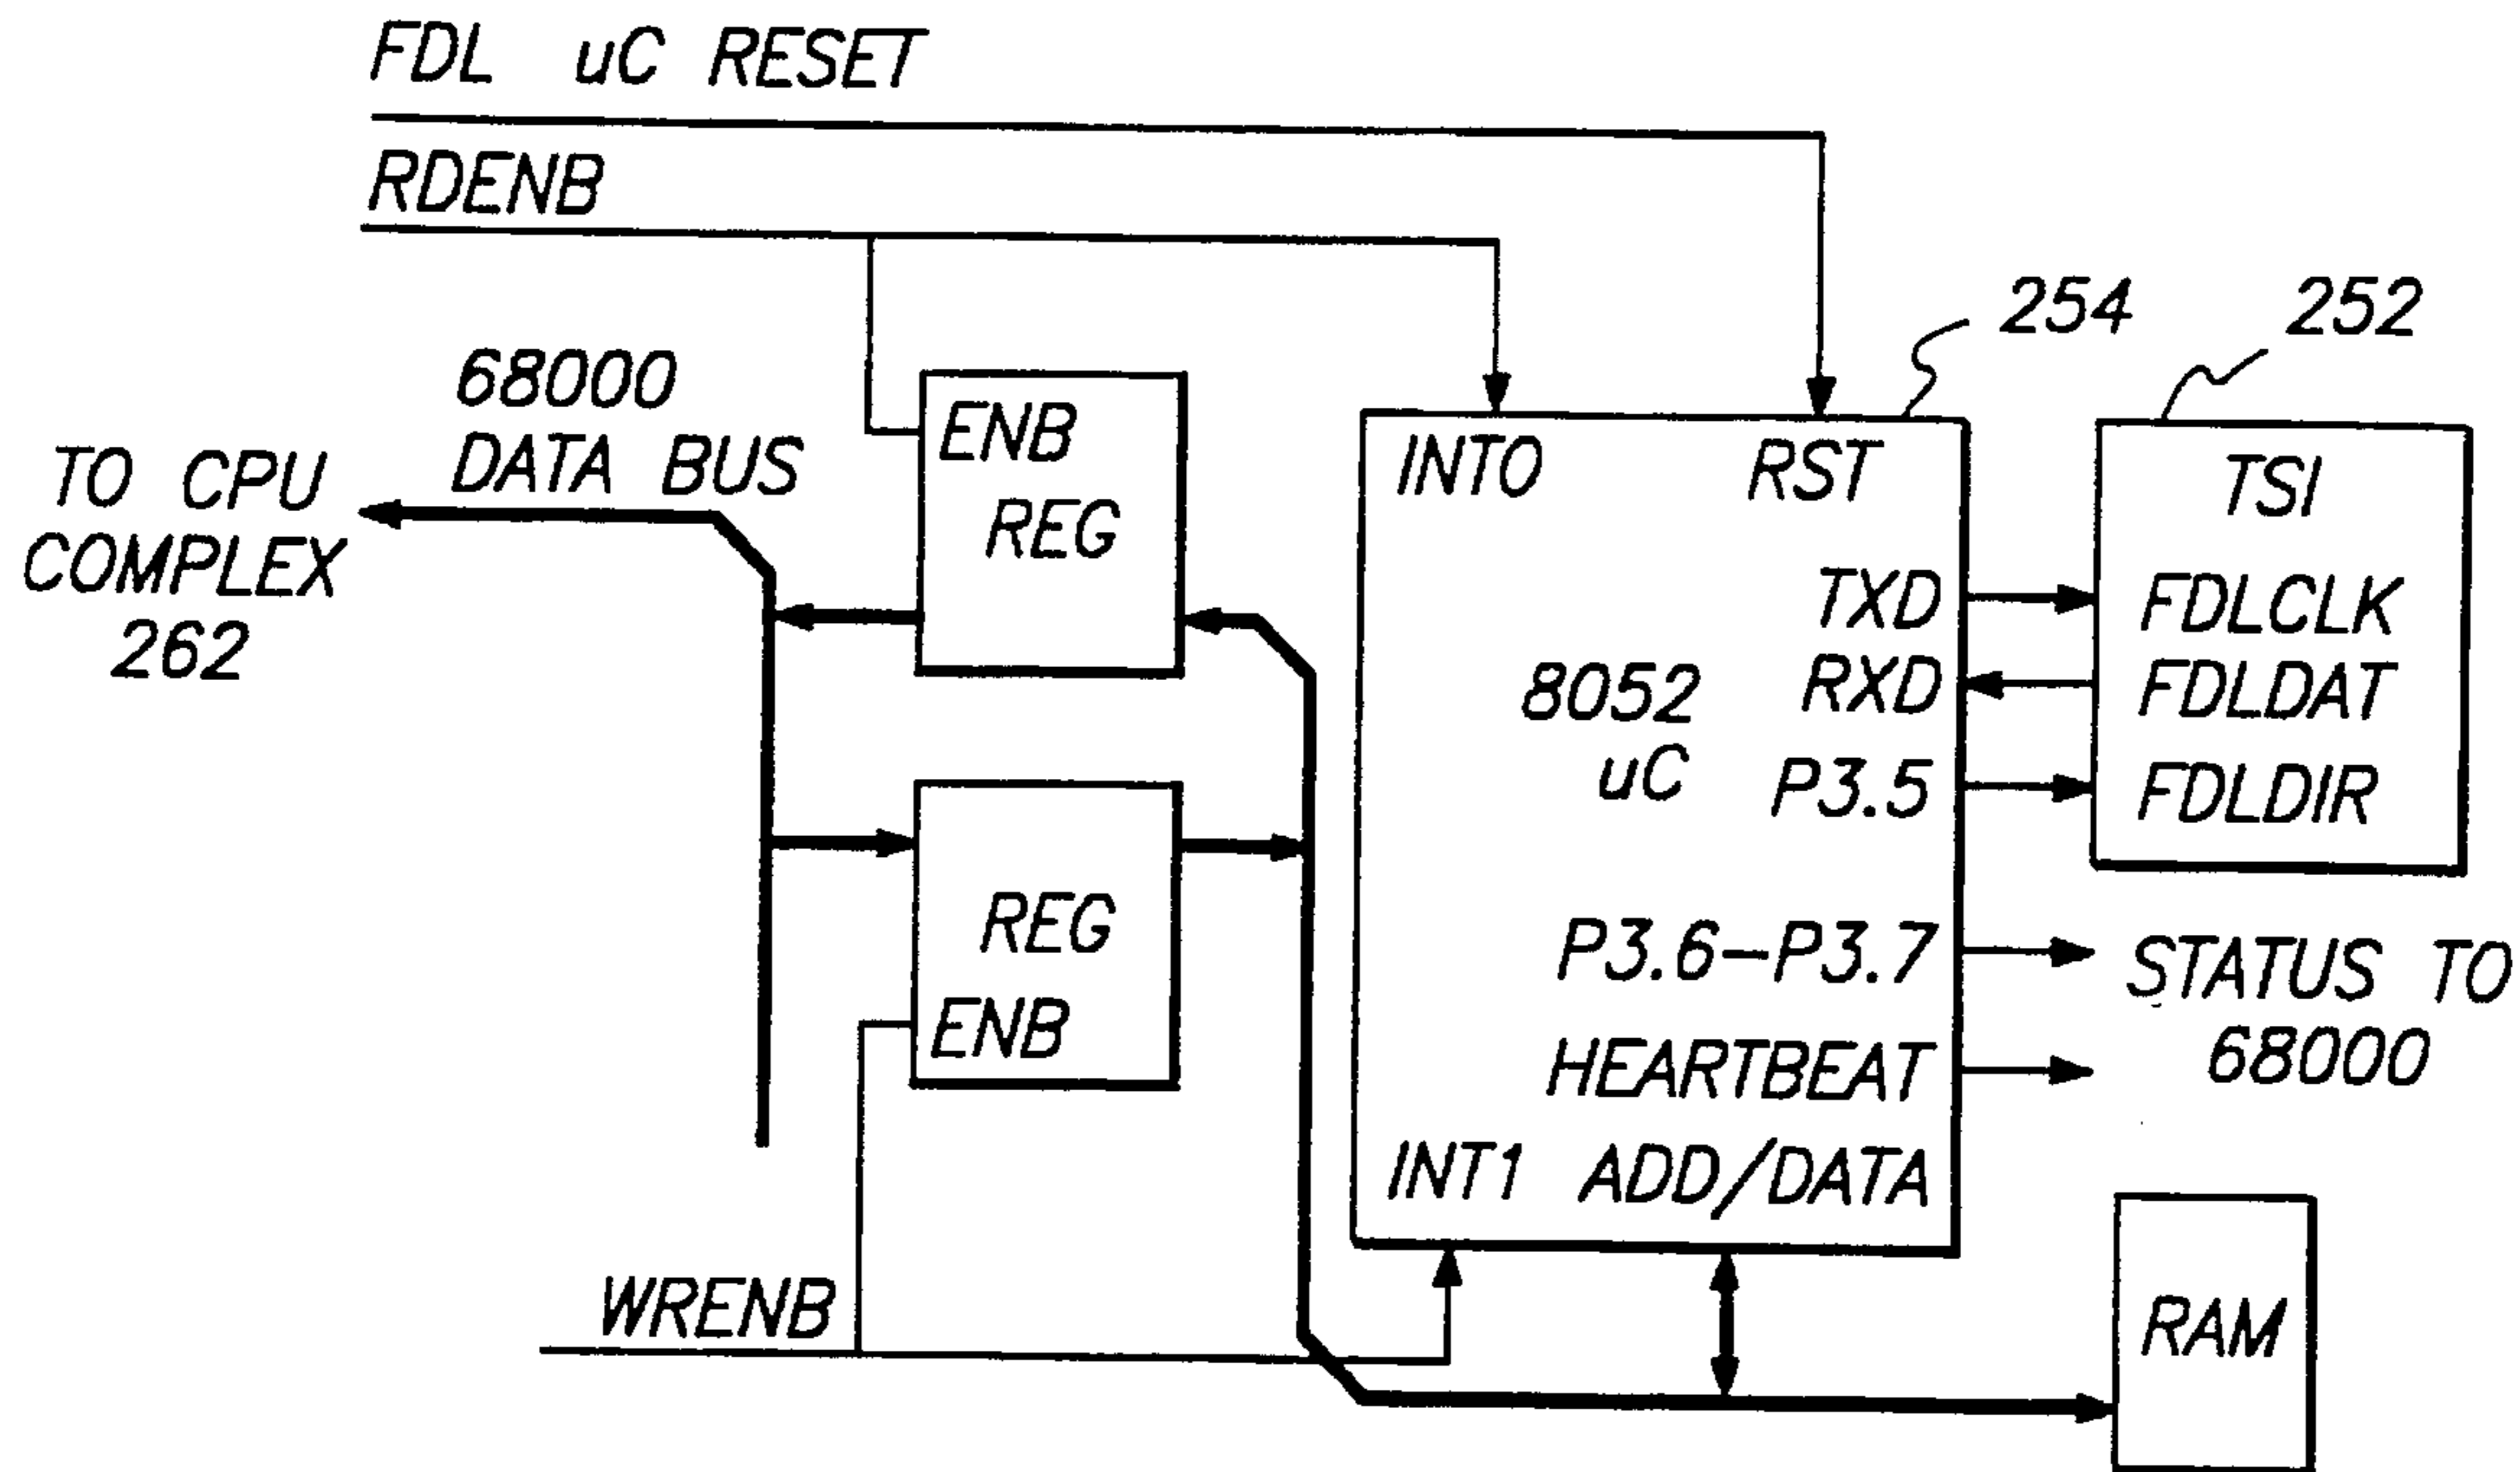 FDL uC RESET
RDENB
254
252
68000
DATA BUS
TO CPU
COMPLEX
262
ENB
REG
INTO
RST
TSI
TXD
FDLCLK
RXD
FDLDAT
8052
uC
P3.5
FDLDIR
REG
ENB
P3.6-P3.7
STATUS TO
68000
HEARTBEAT
INT1 ADD/DATA
WRENB
RAM